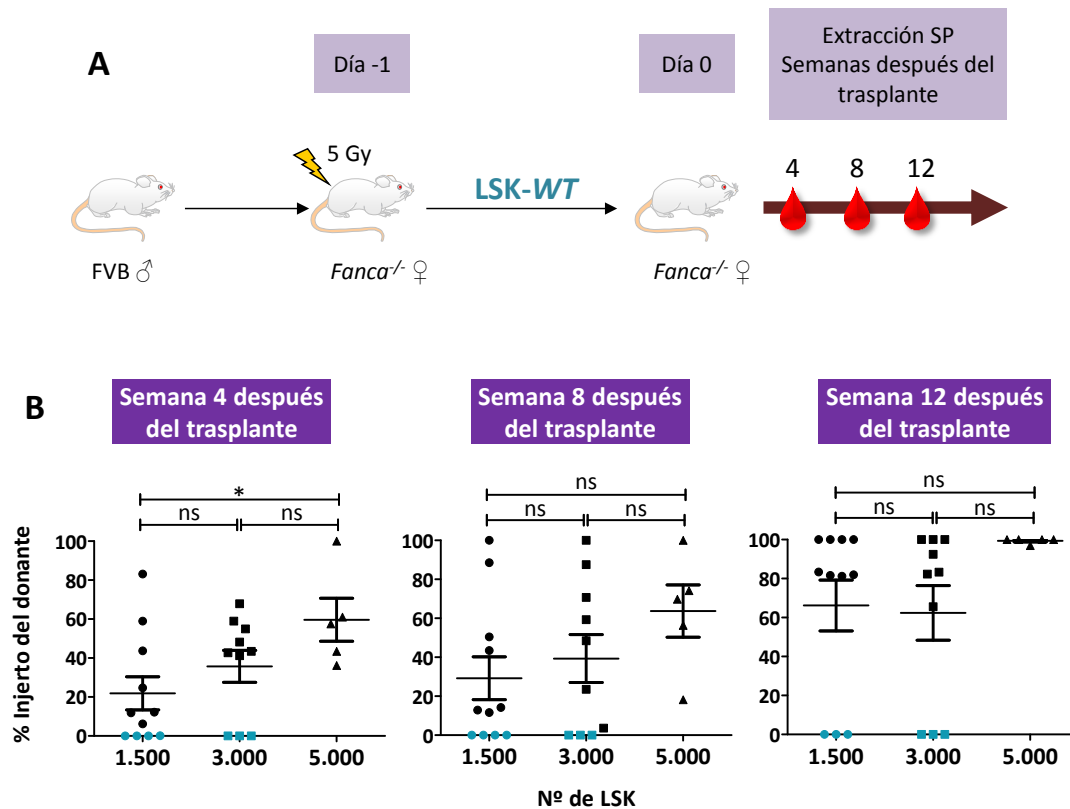 A
Día -1
Día 0
Extracción SP
Semanas después del
trasplante
5 Gy
LSK-WT
4 8 12
FVB ♂
Fanca-/- ♀
Fanca-/- ♀
B
Semana 4 después
del trasplante
Semana 8 después
del trasplante
Semana 12 después
del trasplante
% Injerto del donante
*
ns
ns
100
80
60
40
20
0
1.500
3.000
5.000
ns
ns
ns
100
80
60
40
20
0
1.500
3.000
5.000
ns
ns
ns
100
80
60
40
20
0
1.500
3.000
5.000
Nº de LSK